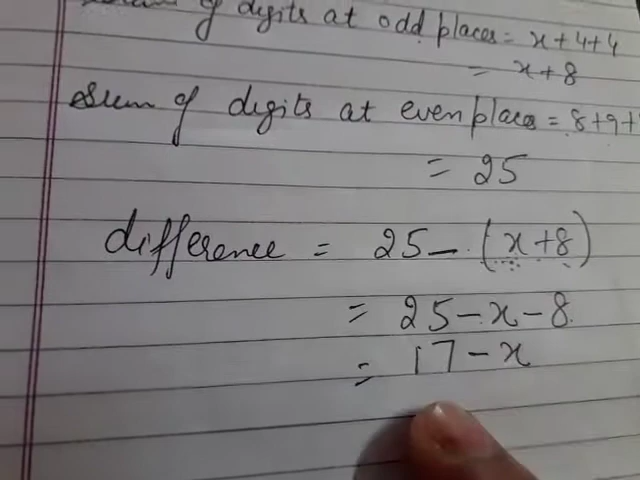 of digits at odd places = x+4+4
= x+8
Sum of digits at even places = 8+9+
= 25
difference = 25 - (x+8)
= 25-x-8
= 17-x